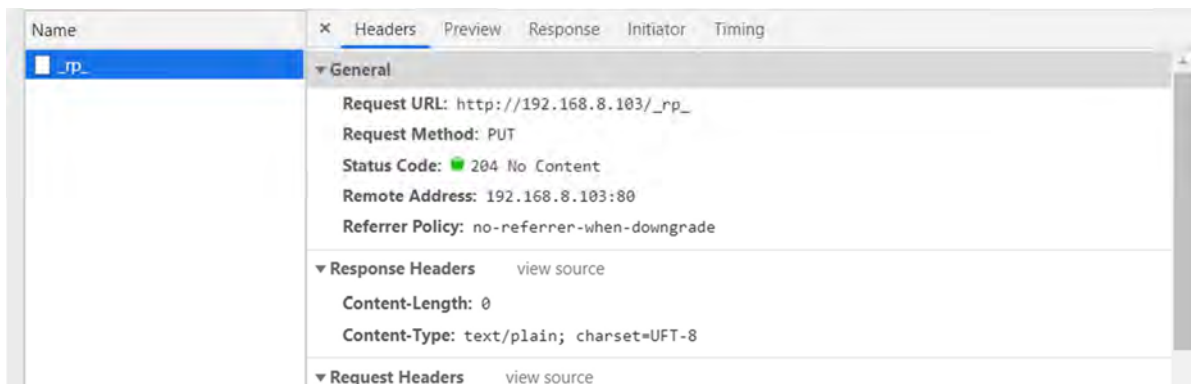 Name
× Headers Preview Response Initiator Timing
_rp_
▼ General
Request URL: http://192.168.8.103/_rp_
Request Method: PUT
Status Code: 204 No Content
Remote Address: 192.168.8.103:80
Referrer Policy: no-referrer-when-downgrade
▼ Response Headers view source
Content-Length: 0
Content-Type: text/plain; charset=UFT-8
▼ Request Headers view source